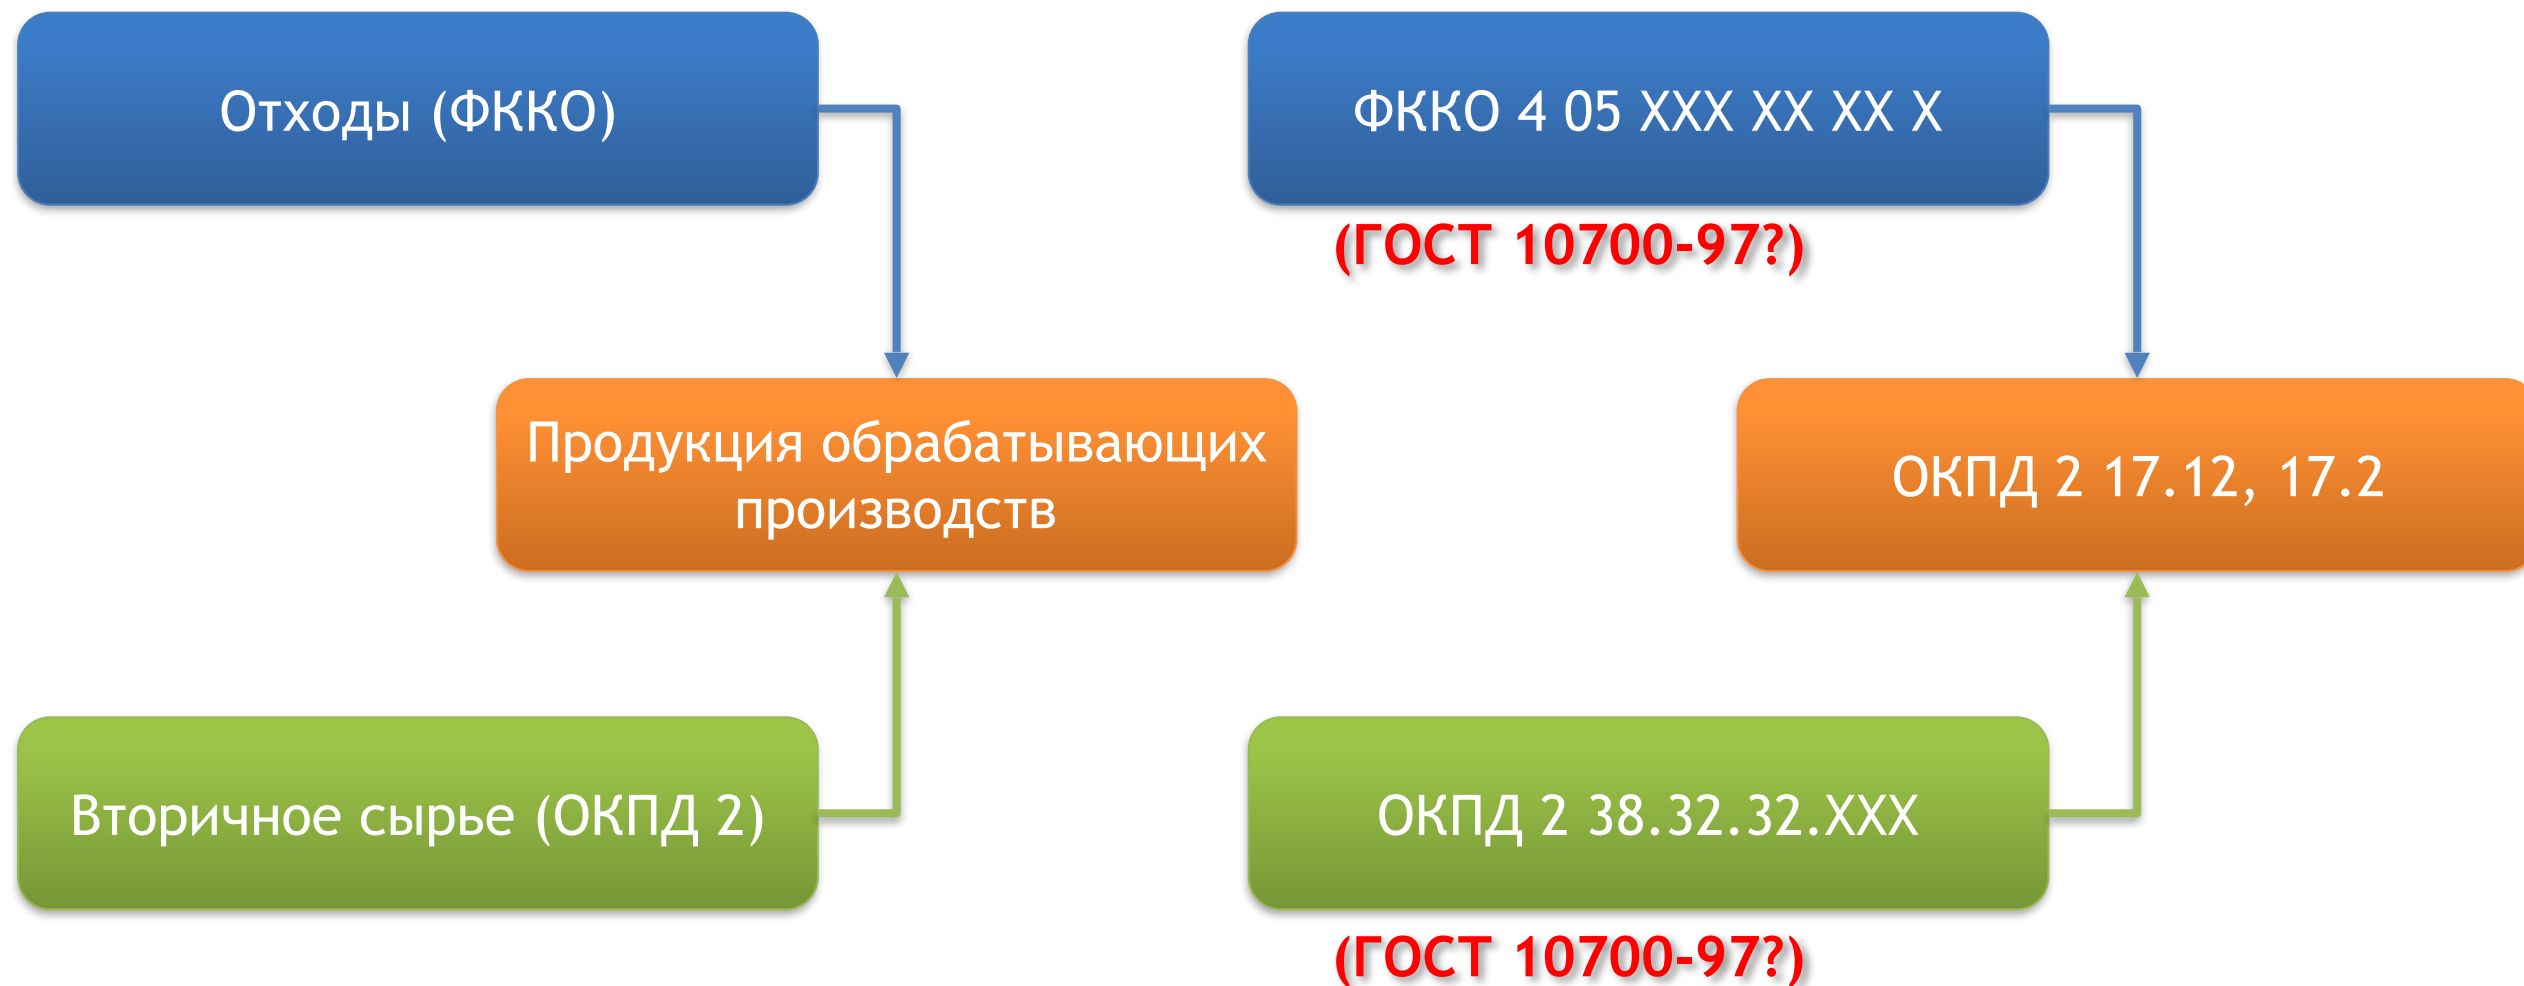 Отходы (ФККО)
Продукция обрабатывающих
производств
Вторичное сырье (ОКПД 2)
ФККО 4 05 XXX XX XX X
(ГОСТ 10700-97?)
ОКПД 2 17.12, 17.2
ОКПД 2 38.32.32.XXX
(ГОСТ 10700-97?)